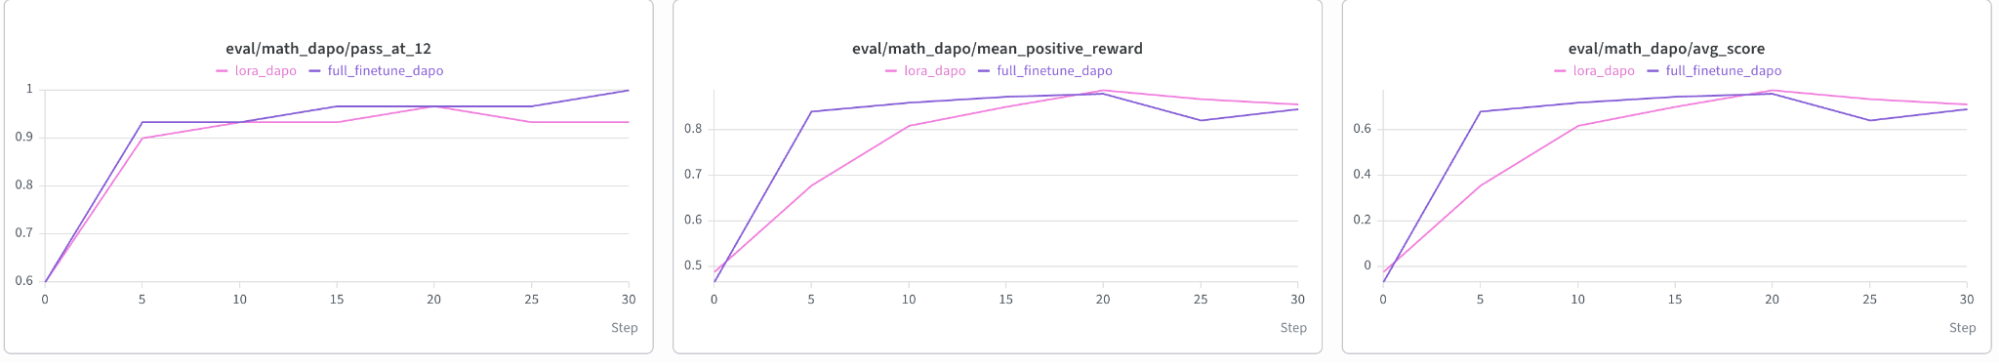 eval/math_dapo/pass_at_12
lora_dapo full_finetune_dapo
1
0.9
0.8
0.7
0.6
0 5 10 15 20 25 30
Step
eval/math_dapo/mean_positive_reward
lora_dapo full_finetune_dapo
0.8
0.7
0.6
0.5
0 5 10 15 20 25 30
Step
eval/math_dapo/avg_score
lora_dapo full_finetune_dapo
0.6
0.4
0.2
0
0 5 10 15 20 25 30
Step